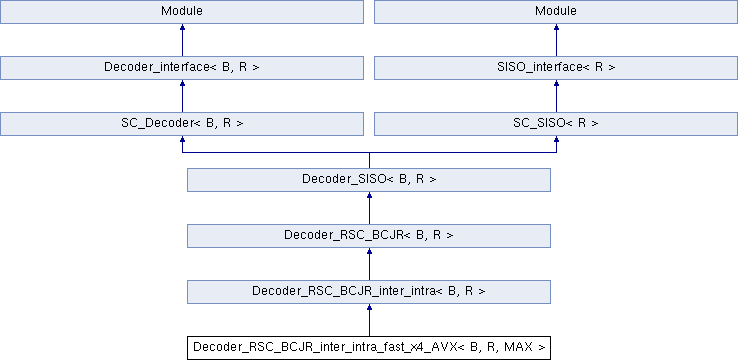 Module
Module
Decoder_interface< B, R >
SISO_interface< R >
SC_Decoder< B, R >
SC_SISO< R >
Decoder_SISO< B, R >
Decoder_RSC_BCJR< B, R >
Decoder_RSC_BCJR_inter_intra< B, R >
Decoder_RSC_BCJR_inter_intra_fast_x4_AVX< B, R, MAX >